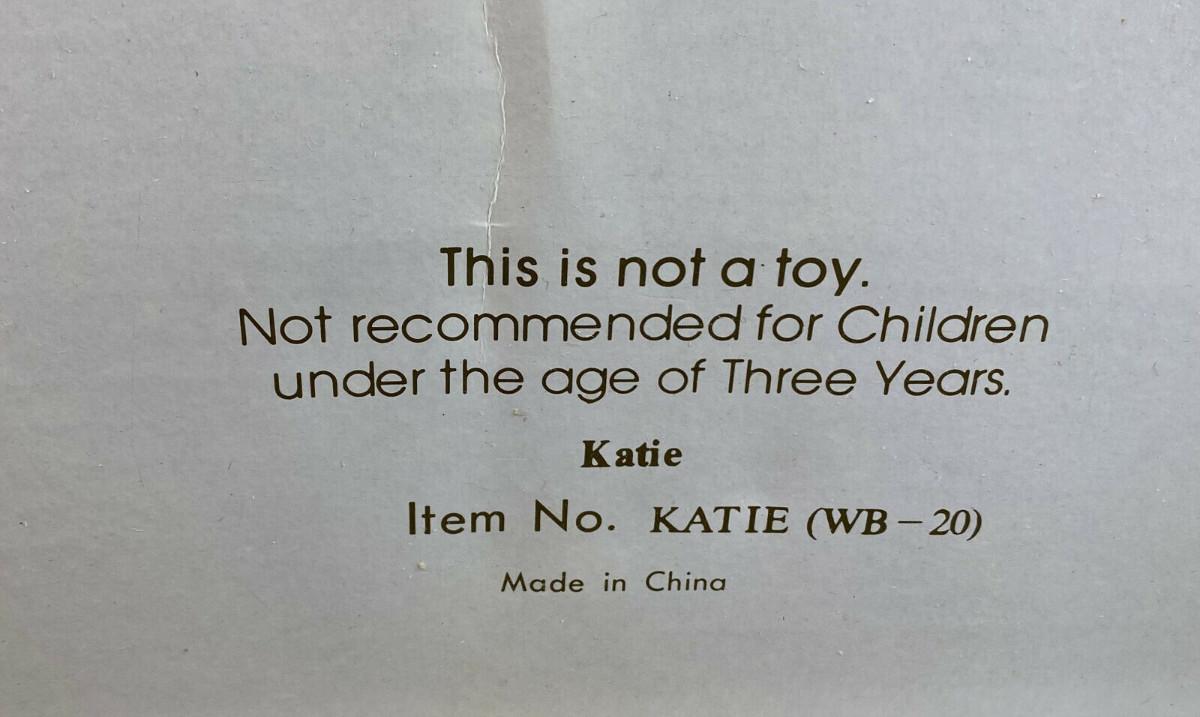 This is not a toy.
Not recommended for Children
under the age of Three Years.
Katie
Item No. KATIE (WB – 20)
Made in China